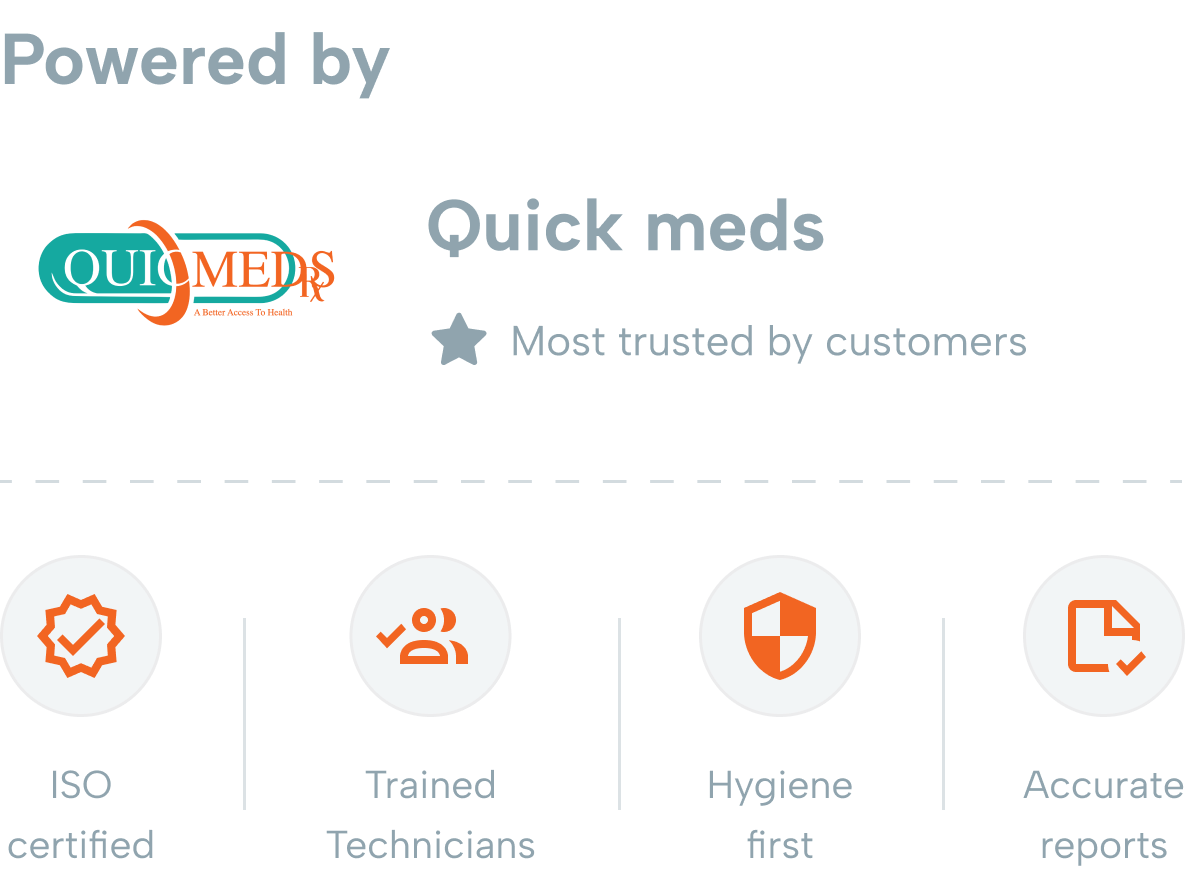 Powered by
QUICMEDS
Rx
A Better Access To Health
Quick meds
Most trusted by customers
ISO
certified
Trained
Technicians
Hygiene
first
Accurate
reports